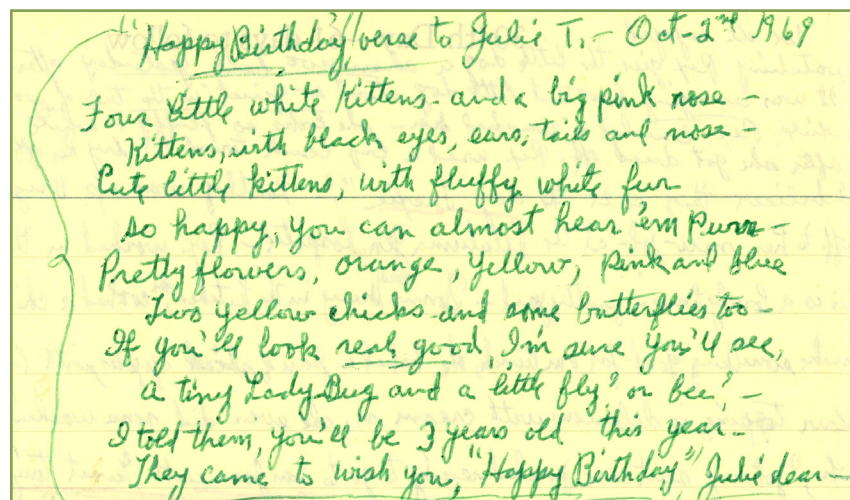 "Happy Birthday" verse to Julie T. – Oct-2nd 1969
Four little white kittens - and a big pink rose –
Kittens, with black eyes, ears, tails and nose –
Cute little kittens, with fluffy white fur
so happy, you can almost hear 'em purr –
Pretty flowers, orange, yellow, pink and blue
Two yellow chicks and some butterflies too –
If you'll look real good, I'm sure you'll see,
a tiny Lady Bug and a little fly "or bee", –
I told them, you'll be 3 years old this year –
They came to wish you, "Happy Birthday" Julie dear –